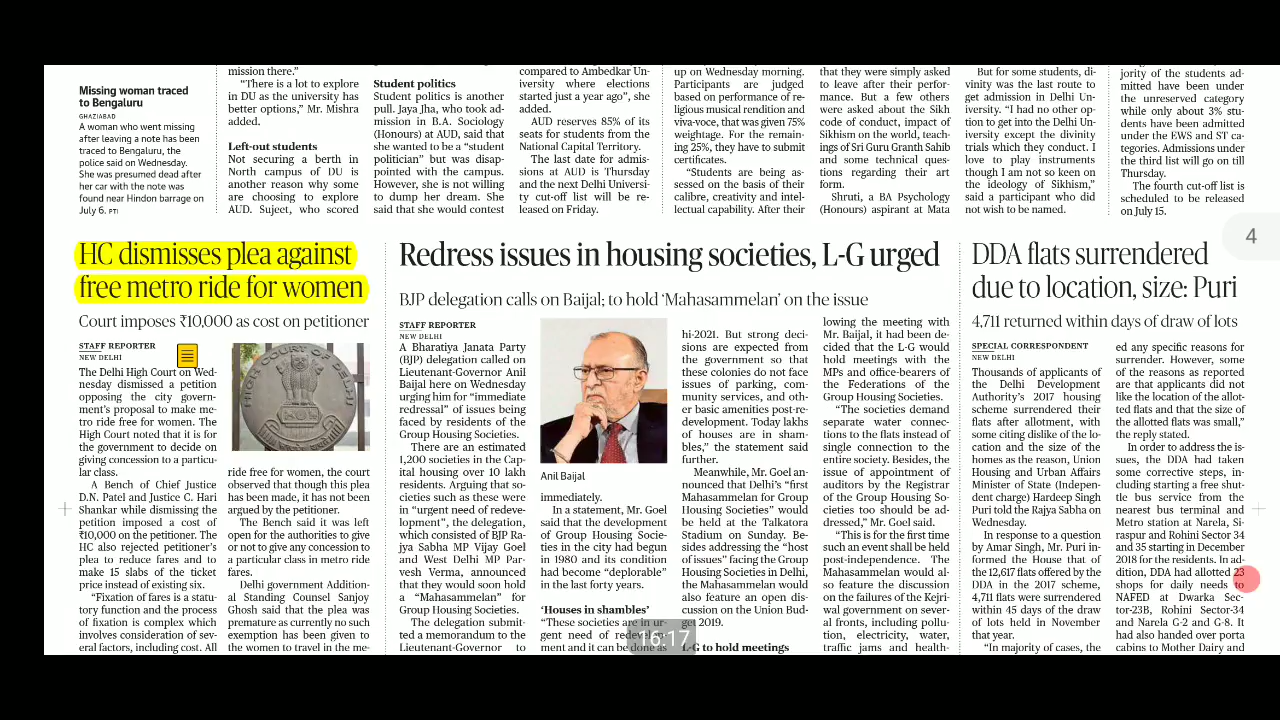 Missing woman traced
to Bengaluru
GHAZIABAD
A woman who went missing
after leaving a note has been
traced to Bengaluru, the
police said on Wednesday.
She was presumed dead after
her car with the note was
found near Hindon barrage on
July 6. PTI
mission there.”
“There is a lot to explore
in DU as the university has
better options,” Mr. Mishra
added.
Left-out students
Not securing a berth in
North campus of DU is
another reason why some
are choosing to explore
AUD. Sujeet, who scored
Student politics
Student politics is another
pull. Jaya Jha, who took ad-
mission in B.A. Sociology
(Honours) at AUD, said that
she wanted to be a “student
politician” but was disap-
pointed with the campus.
However, she is not willing
to dump her dream. She
said that she would contest
compared to Ambedkar Un-
iversity where elections
started just a year ago”, she
added.
AUD reserves 85% of its
seats for students from the
National Capital Territory.
The last date for admis-
sions at AUD is Thursday
and the next Delhi Universi-
ty cut-off list will be re-
leased on Friday.
up on Wednesday morning.
Participants are judged
based on performance of re-
ligious musical rendition and
viva-voce, that was given 75%
weightage. For the remain-
ing 25%, they have to submit
certificates.
“Students are being as-
sessed on the basis of their
calibre, creativity and intel-
lectual capability. After their
that they were simply asked
to leave after their perfor-
mance. But a few others
were asked about the Sikh
code of conduct, impact of
Sikhism on the world, teach-
ings of Sri Guru Granth Sahib
and some technical ques-
tions regarding their art
form.
Shruti, a BA Psychology
(Honours) aspirant at Mata
But for some students, di-
vinity was the last route to
get admission in Delhi Un-
iversity. “I had no other op-
tion to get into the Delhi Un-
iversity except the divinity
trials which they conduct. I
love to play instruments
though I am not so keen on
the ideology of Sikhism,”
said a participant who did
not wish to be named.
jority of the students ad-
mitted have been under
the unreserved category
while only about 3% stu-
dents have been admitted
under the EWS and ST ca-
tegories. Admissions under
the third list will go on till
Thursday.
The fourth cut-off list is
scheduled to be released
on July 15.
4
HC dismisses plea against
free metro ride for women
Court imposes ₹10,000 as cost on petitioner
STAFF REPORTER
NEW DELHI
The Delhi High Court on Wed-
nesday dismissed a petition
opposing the city govern-
ment’s proposal to make me-
tro ride free for women. The
High Court noted that it is for
the government to decide on
giving concession to a particu-
lar class.
A Bench of Chief Justice
D.N. Patel and Justice C. Hari
Shankar while dismissing the
petition imposed a cost of
₹10,000 on the petitioner. The
HC also rejected petitioner’s
plea to reduce fares and to
make 15 slabs of the ticket
price instead of existing six.
“Fixation of fares is a statu-
tory function and the process
of fixation is complex which
involves consideration of sev-
eral factors, including cost. All
HIGH COURT OF DELHI
ride free for women, the court
observed that though this plea
has been made, it has not been
argued by the petitioner.
The Bench said it was left
open for the authorities to give
or not to give any concession to
a particular class in metro ride
fares.
Delhi government Addition-
al Standing Counsel Sanjoy
Ghosh said that the plea was
premature as currently no such
exemption has been given to
the women to travel in the me-
Redress issues in housing societies, L-G urged
BJP delegation calls on Baijal; to hold ‘Mahasammelan’ on the issue
STAFF REPORTER
NEW DELHI
A Bharatiya Janata Party
(BJP) delegation called on
Lieutenant-Governor Anil
Baijal here on Wednesday
urging him for “immediate
redressal” of issues being
faced by residents of the
Group Housing Societies.
There are an estimated
1,200 societies in the Cap-
ital housing over 10 lakh
residents. Arguing that so-
cieties such as these were
in “urgent need of redeve-
lopment”, the delegation,
which consisted of BJP Ra-
jya Sabha MP Vijay Goel
and West Delhi MP Par-
vesh Verma, announced
that they would soon hold
a “Mahasammelan” for
Group Housing Societies.
The delegation submit-
ted a memorandum to the
Lieutenant-Governor to
Anil Baijal
immediately.
In a statement, Mr. Goel
said that the development
of Group Housing Socie-
ties in the city had begun
in 1980 and its condition
had become “deplorable”
in the last forty years.
‘Houses in shambles’
“These societies are in ur-
gent need of redevelop-
ment and it can be done as
16:17
hi-2021. But strong deci-
sions are expected from
the government so that
these colonies do not face
issues of parking, com-
munity services, and oth-
er basic amenities post-re-
development. Today lakhs
of houses are in sham-
bles,” the statement said
further.
Meanwhile, Mr. Goel an-
nounced that Delhi’s “first
Mahasammelan for Group
Housing Societies” would
be held at the Talkatora
Stadium on Sunday. Be-
sides addressing the “host
of issues” facing the Group
Housing Societies in Delhi,
the Mahasammelan would
also feature an open dis-
cussion on the Union Bud-
get 2019.
L-G to hold meetings
lowing the meeting with
Mr. Baijal, it had been de-
cided that the L-G would
hold meetings with the
MPs and office-bearers of
the Federations of the
Group Housing Societies.
“The societies demand
separate water connec-
tions to the flats instead of
single connection to the
entire society. Besides, the
issue of appointment of
auditors by the Registrar
of the Group Housing So-
cieties too should be ad-
dressed,” Mr. Goel said.
“This is for the first time
such an event shall be held
post-independence. The
Mahasammelan would al-
so feature the discussion
on the failures of the Kejri-
wal government on sever-
al fronts, including pollu-
tion, electricity, water,
traffic jams and health-
DDA flats surrendered
due to location, size: Puri
4,711 returned within days of draw of lots
SPECIAL CORRESPONDENT
NEW DELHI
Thousands of applicants of
the Delhi Development
Authority’s 2017 housing
scheme surrendered their
flats after allotment, with
some citing dislike of the lo-
cation and the size of the
homes as the reason, Union
Housing and Urban Affairs
Minister of State (Indepen-
dent charge) Hardeep Singh
Puri told the Rajya Sabha on
Wednesday.
In response to a question
by Amar Singh, Mr. Puri in-
formed the House that of
the 12,617 flats offered by the
DDA in the 2017 scheme,
4,711 flats were surrendered
within 45 days of the draw
of lots held in November
that year.
“In majority of cases, the
ed any specific reasons for
surrender. However, some
of the reasons as reported
are that applicants did not
like the location of the allot-
ted flats and that the size of
the allotted flats was small,”
the reply stated.
In order to address the is-
sues, the DDA had taken
some corrective steps, in-
cluding starting a free shut-
tle bus service from the
nearest bus terminal and
Metro station at Narela, Si-
raspur and Rohini Sector 34
and 35 starting in December
2018 for the residents. In ad-
dition, DDA had allotted 23
shops for daily needs to
NAFED at Dwarka Sec-
tor-23B, Rohini Sector-34
and Narela G-2 and G-8. It
had also handed over porta
cabins to Mother Dairy and